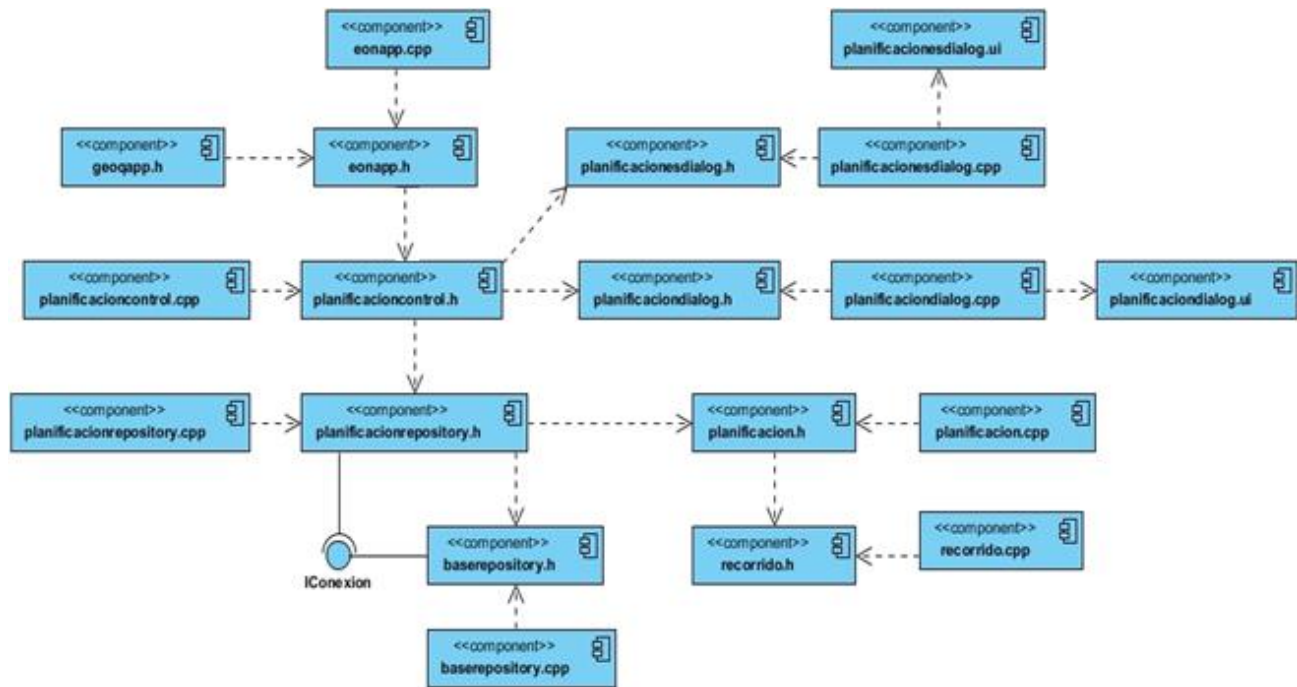 <<component>>
eonapp.cpp
<<component>>
planificacionesdialog.ui
<<component>>
geoqapp.h
<<component>>
eonapp.h
<<component>>
planificacionesdialog.h
<<component>>
planificacionesdialog.cpp
<<component>>
planificacioncontrol.cpp
<<component>>
planificacioncontrol.h
<<component>>
planificaciondialog.h
<<component>>
planificaciondialog.cpp
<<component>>
planificaciondialog.ui
<<component>>
planificacionrepository.cpp
<<component>>
planificacionrepository.h
<<component>>
planificacion.h
<<component>>
planificacion.cpp
IConexion
<<component>>
baserepository.h
<<component>>
recorrido.h
<<component>>
recorrido.cpp
<<component>>
baserepository.cpp